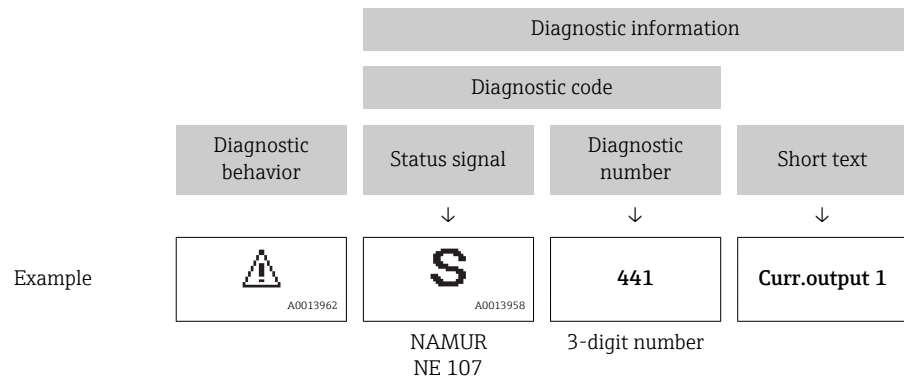 Diagnostic information
Diagnostic code
Diagnostic
behavior
Status signal
Diagnostic
number
Short text
↓
↓
↓
Example
A0013962
S
A0013958
441
Curr.output 1
NAMUR
NE 107
3-digit number